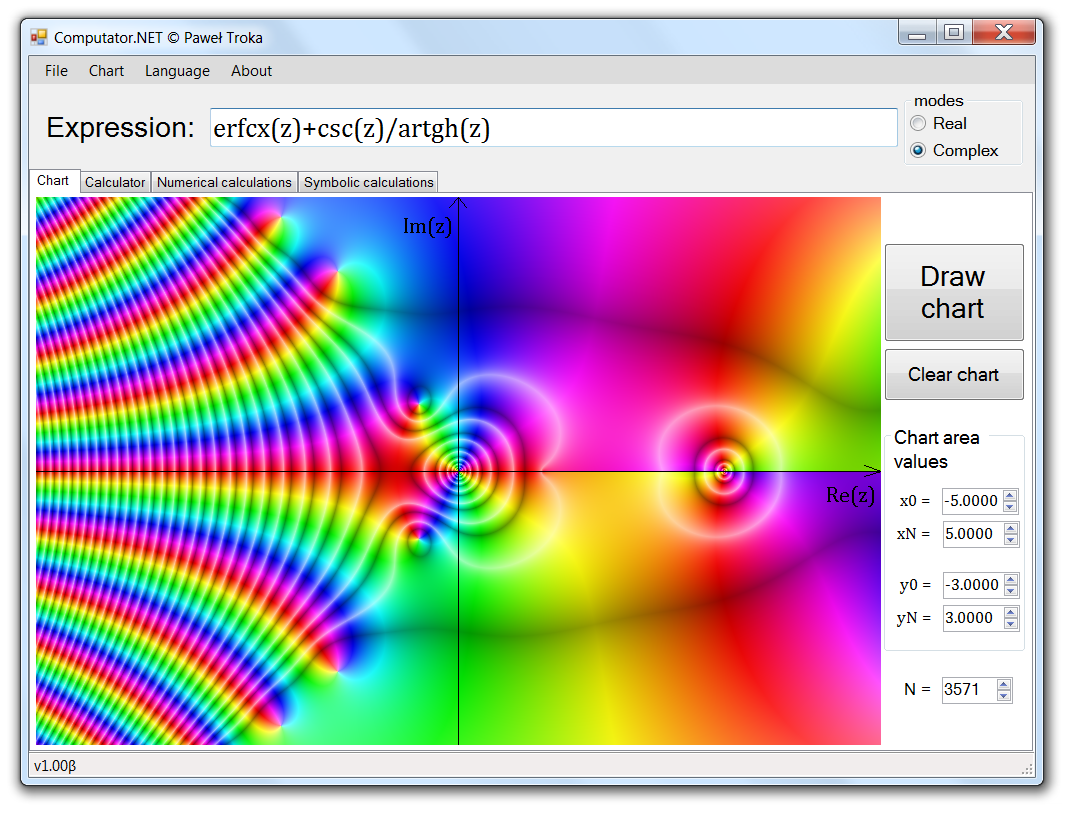 Computator.NET © Paweł Troka
File Chart Language About
modes
Expression: erfcx(z)+csc(z)/artgh(z)
Real
Complex
Chart Calculator Numerical calculations Symbolic calculations
Im(z)
Re(z)
Draw
chart
Clear chart
Chart area
values
x0 = -5.0000
xN = 5.0000
y0 = -3.0000
yN = 3.0000
N = 3571
v1.00β